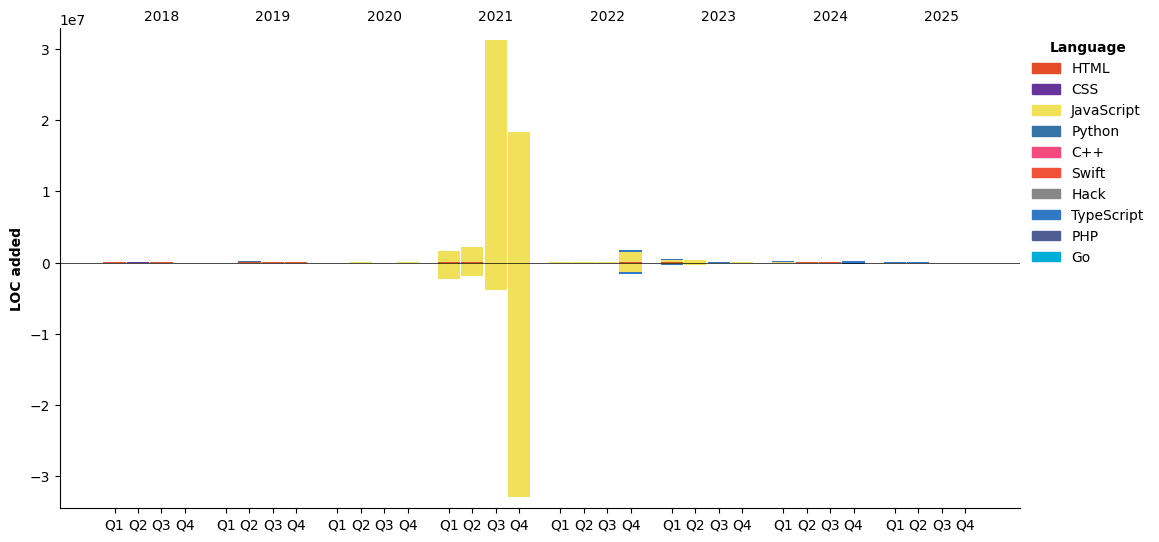 1e7
2018 2019 2020 2021 2022 2023 2024 2025
LOC added
3
2
1
0
−1
−2
−3
Q1 Q2 Q3 Q4 Q1 Q2 Q3 Q4 Q1 Q2 Q3 Q4 Q1 Q2 Q3 Q4 Q1 Q2 Q3 Q4 Q1 Q2 Q3 Q4 Q1 Q2 Q3 Q4 Q1 Q2 Q3 Q4
Language
HTML
CSS
JavaScript
Python
C++
Swift
Hack
TypeScript
PHP
Go